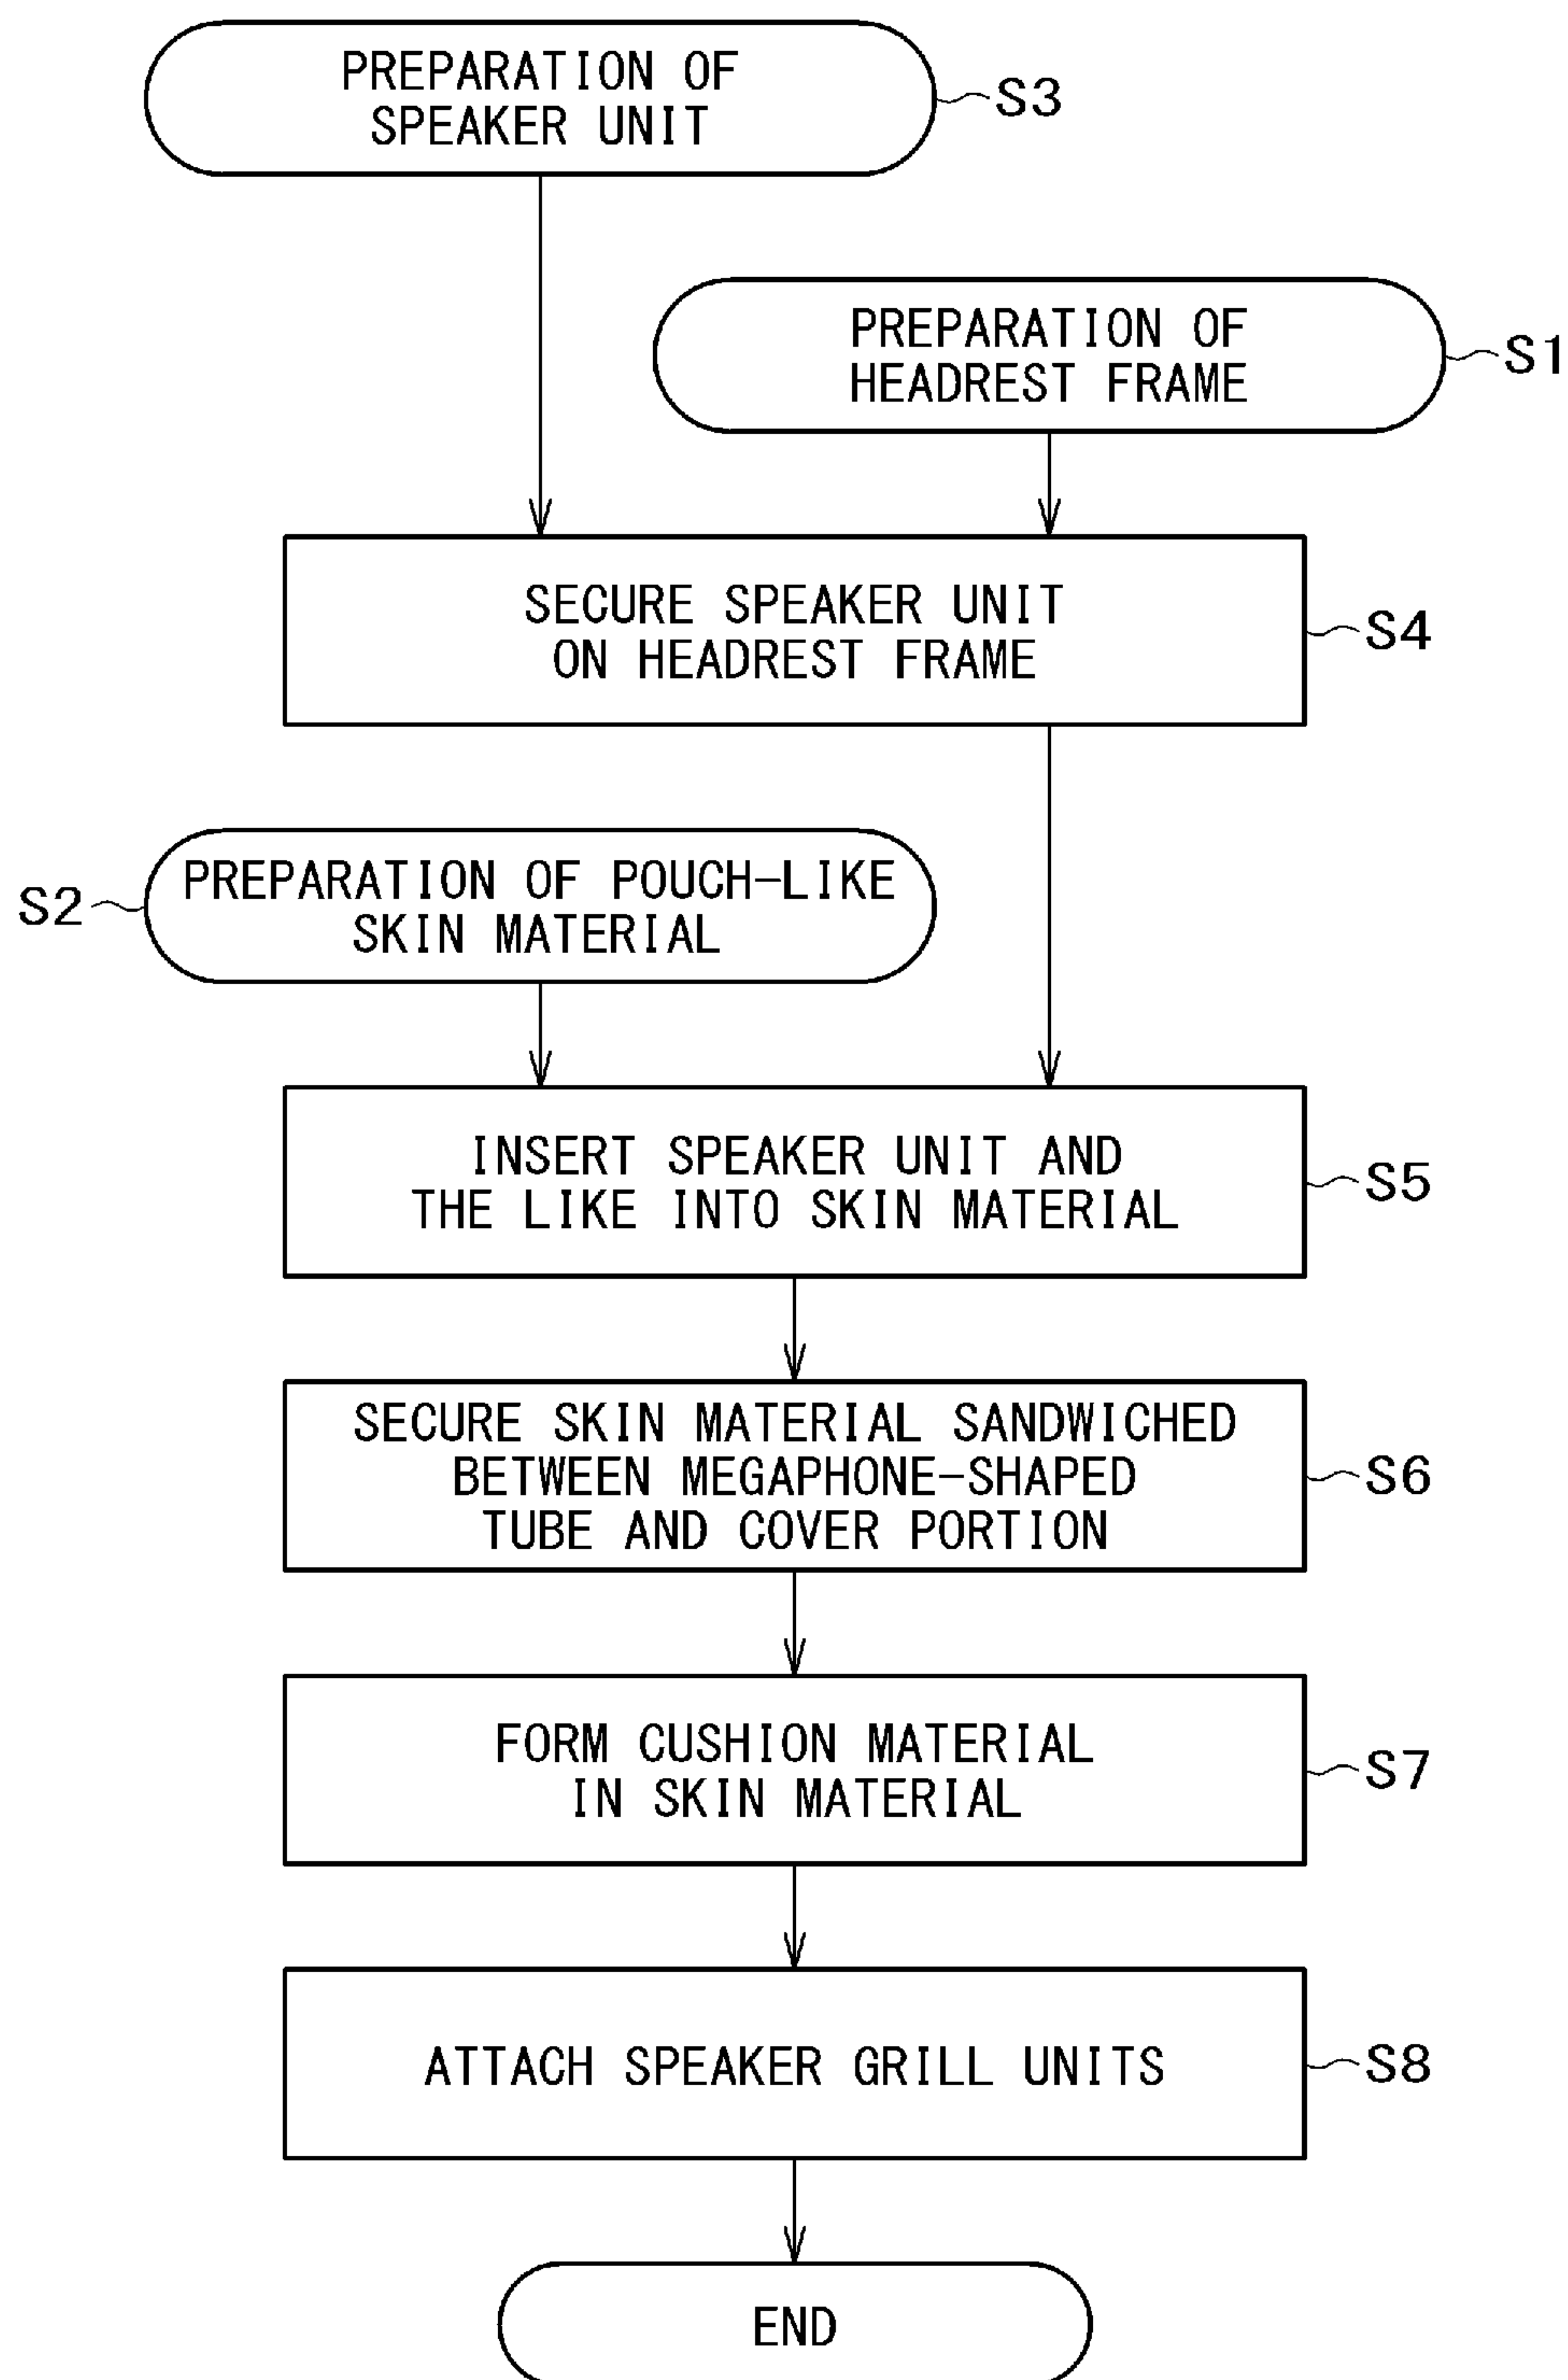 PREPARATION OF
SPEAKER UNIT
S3
PREPARATION OF
HEADREST FRAME
S1
SECURE SPEAKER UNIT
ON HEADREST FRAME
S4
S2
PREPARATION OF POUCH-LIKE
SKIN MATERIAL
INSERT SPEAKER UNIT AND
THE LIKE INTO SKIN MATERIAL
S5
SECURE SKIN MATERIAL SANDWICHED
BETWEEN MEGAPHONE-SHAPED
TUBE AND COVER PORTION
S6
FORM CUSHION MATERIAL
IN SKIN MATERIAL
S7
ATTACH SPEAKER GRILL UNITS
S8
END